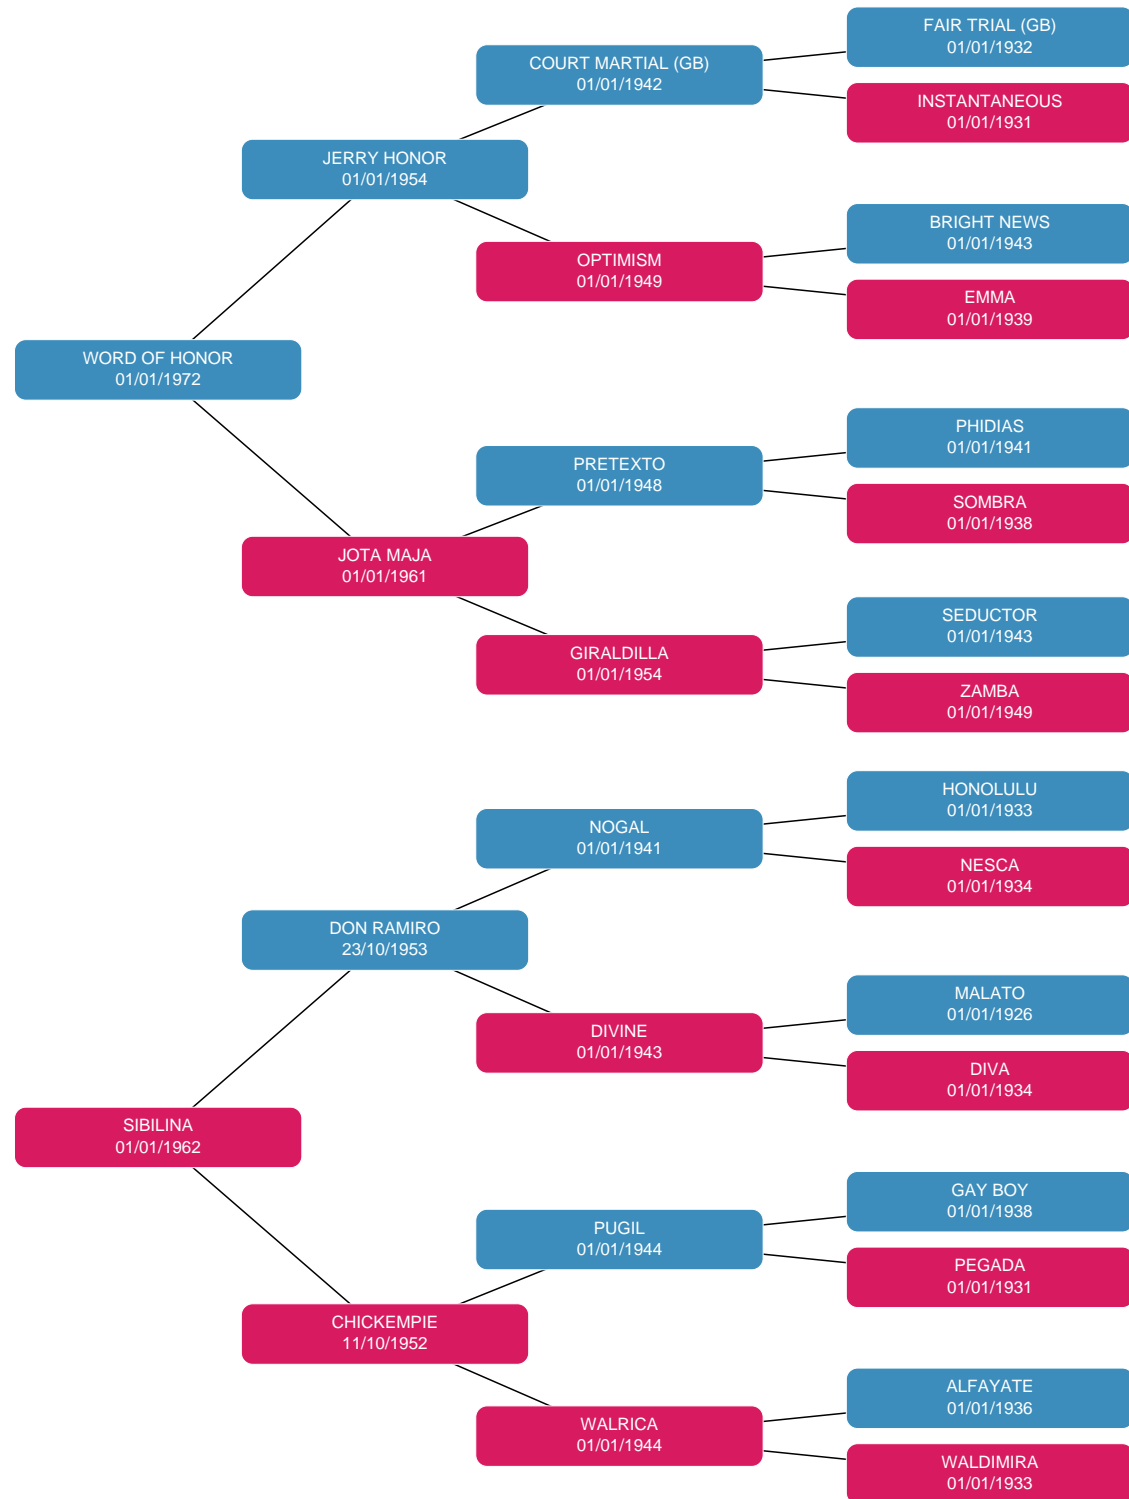 FAIR TRIAL (GB)
01/01/1932
COURT MARTIAL (GB)
01/01/1942
INSTANTANEOUS
01/01/1931
JERRY HONOR
01/01/1954
BRIGHT NEWS
01/01/1943
OPTIMISM
01/01/1949
EMMA
01/01/1939
WORD OF HONOR
01/01/1972
PHIDIAS
01/01/1941
PRETEXTO
01/01/1948
SOMBRA
01/01/1938
JOTA MAJA
01/01/1961
SEDUCTOR
01/01/1943
GIRALDILLA
01/01/1954
ZAMBA
01/01/1949
HONOLULU
01/01/1933
NOGAL
01/01/1941
NESCA
01/01/1934
DON RAMIRO
23/10/1953
MALATO
01/01/1926
DIVINE
01/01/1943
DIVA
01/01/1934
SIBILINA
01/01/1962
GAY BOY
01/01/1938
PUGIL
01/01/1944
PEGADA
01/01/1931
CHICKEMPIE
11/10/1952
ALFAYATE
01/01/1936
WALRICA
01/01/1944
WALDIMIRA
01/01/1933